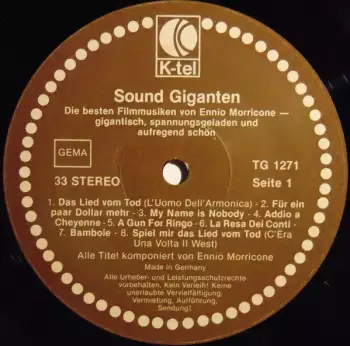 K-tel
Sound Giganten
Die besten Filmmusiken von Ennio Morricone —
gigantisch, spannungsgeladen und
aufregend schön
GEMA
TG 1271
33 STEREO
Seite 1
1. Das Lied vom Tod (L'Uomo Dell'Armonica) - 2. Für ein
paar Dollar mehr - 3. My Name is Nobody - 4. Addio a
Cheyenne - 5. A Gun For Ringo - 6. La Resa Dei Conti -
7. Bambole - 8. Spiel mir das Lied vom Tod (C'Era
Una Volta Il West)
Alle Titel komponiert von Ennio Morricone
Made in Germany
Alle Urheber- und Leistungsschutzrechte
vorbehalten. Kein Verleih! Keine
unerlaubte Vervielfältigung,
Vermietung, Aufführung,
Sendung!